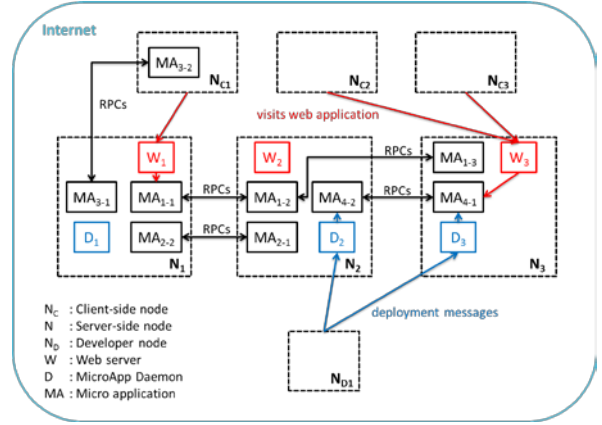 Internet
MA3-2
NC1
NC2
NC3
RPCs
visits web application
W1
W2
RPCs
MA1-3
W3
MA3-1
MA1-1
RPCs
MA1-2
MA4-2
RPCs
MA4-1
D1
MA2-2
RPCs
MA2-1
D2
D3
N1
N2
N3
NC : Client-side node
N : Server-side node
ND : Developer node
W : Web server
D : MicroApp Daemon
MA : Micro application
deployment messages
ND1